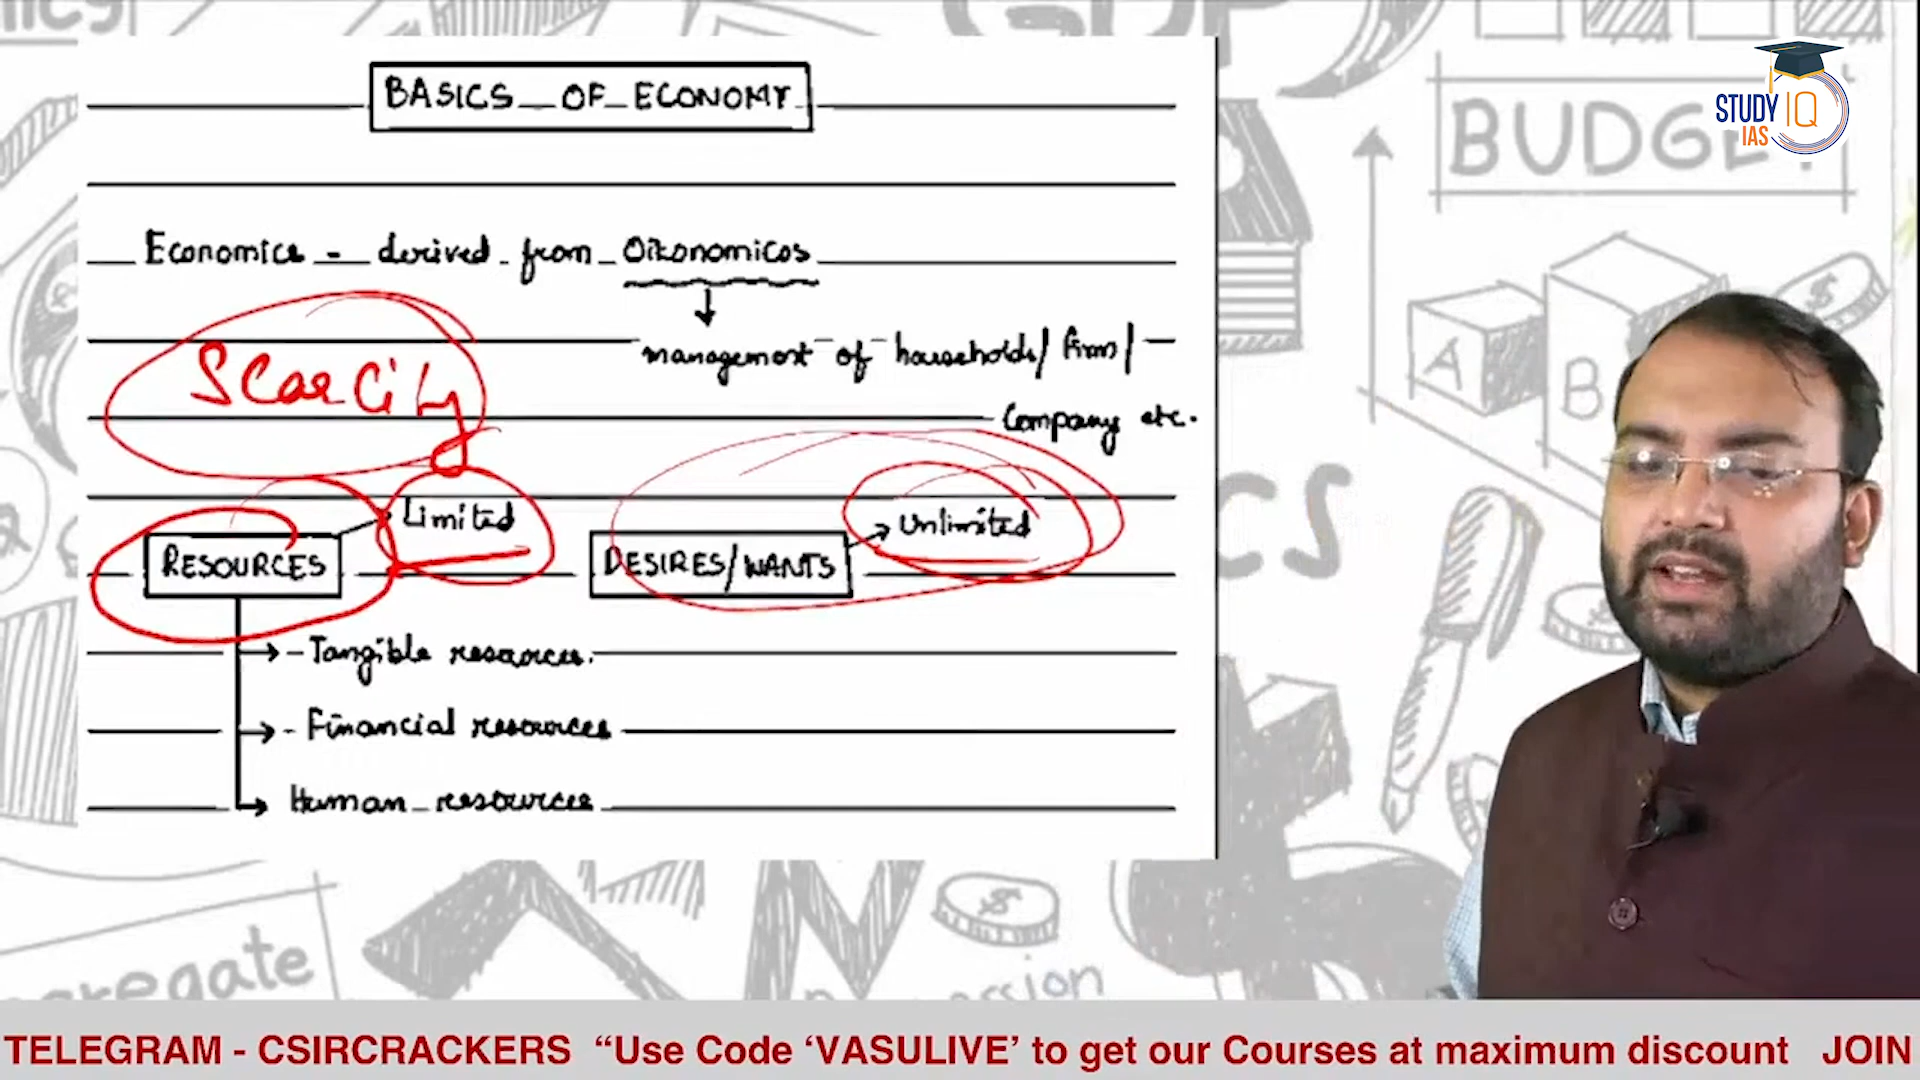 BASICS OF ECONOMY
STUDY IQ
IAS
BUDGET
Economics - derived from Oikonomicos
management of households/ firm/
Company etc.
Scarcity
Limited
Unlimited
RESOURCES
DESIRES/WANTS
- Tangible resources.
- Financial resources
Human resources
A
B
CS
TELEGRAM - CSIRCRACKERS “Use Code ‘VASULIVE’ to get our Courses at maximum discount JOIN